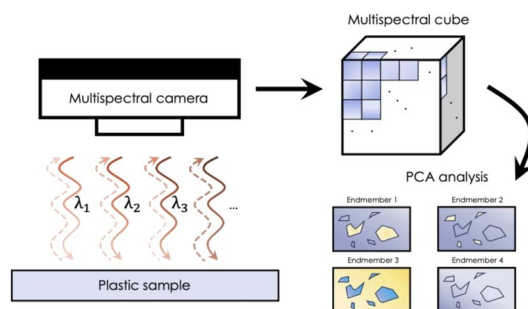 Multispectral cube
Multispectral camera
λ1 λ2 λ3 ...
Plastic sample
PCA analysis
Endmember 1
Endmember 2
Endmember 3
Endmember 4